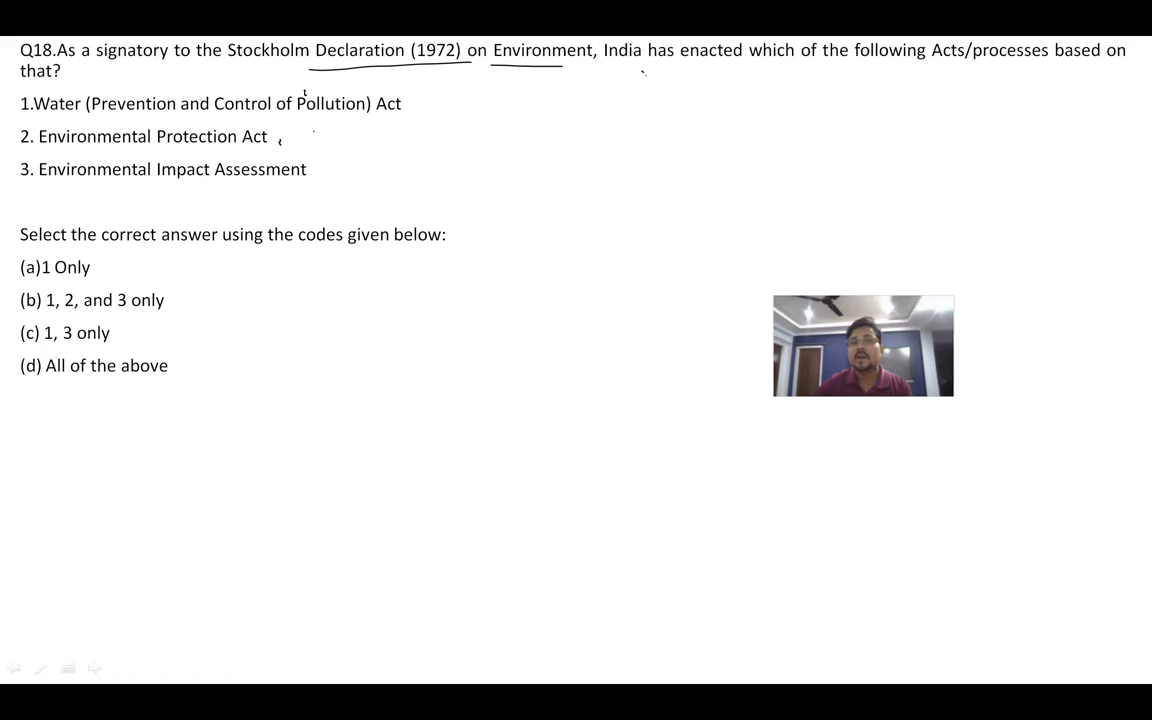 Q18.As a signatory to the Stockholm Declaration (1972) on Environment, India has enacted which of the following Acts/processes based on
that?
1.Water (Prevention and Control of Pollution) Act
2. Environmental Protection Act
3. Environmental Impact Assessment
Select the correct answer using the codes given below:
(a)1 Only
(b) 1, 2, and 3 only
(c) 1, 3 only
(d) All of the above